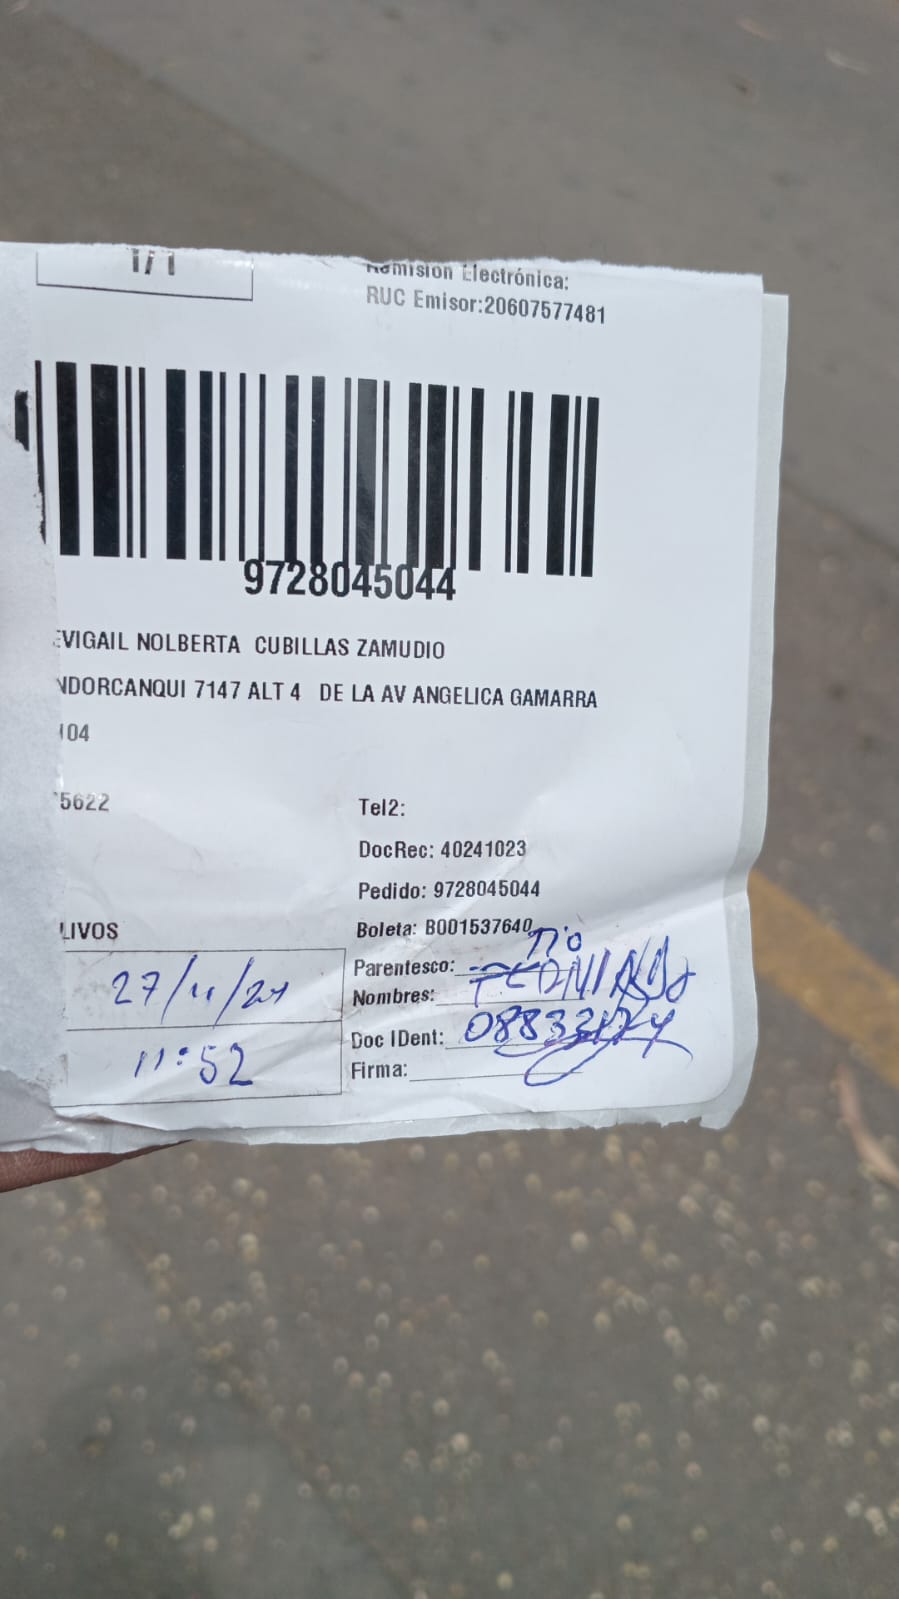 1/1
Remisión Electrónica:
RUC Emisor:20607577481
9728045044
EVIGAIL NOLBERTA CUBILLAS ZAMUDIO
NDORCANQUI 7147 ALT 4 DE LA AV ANGELICA GAMARRA
104
5622
Tel2:
DocRec: 40241023
Pedido: 9728045044
LIVOS
Boleta: B001537640
27/11/24
Parentesco: TIO
Nombres:
11:52
Doc IDent:
Firma: